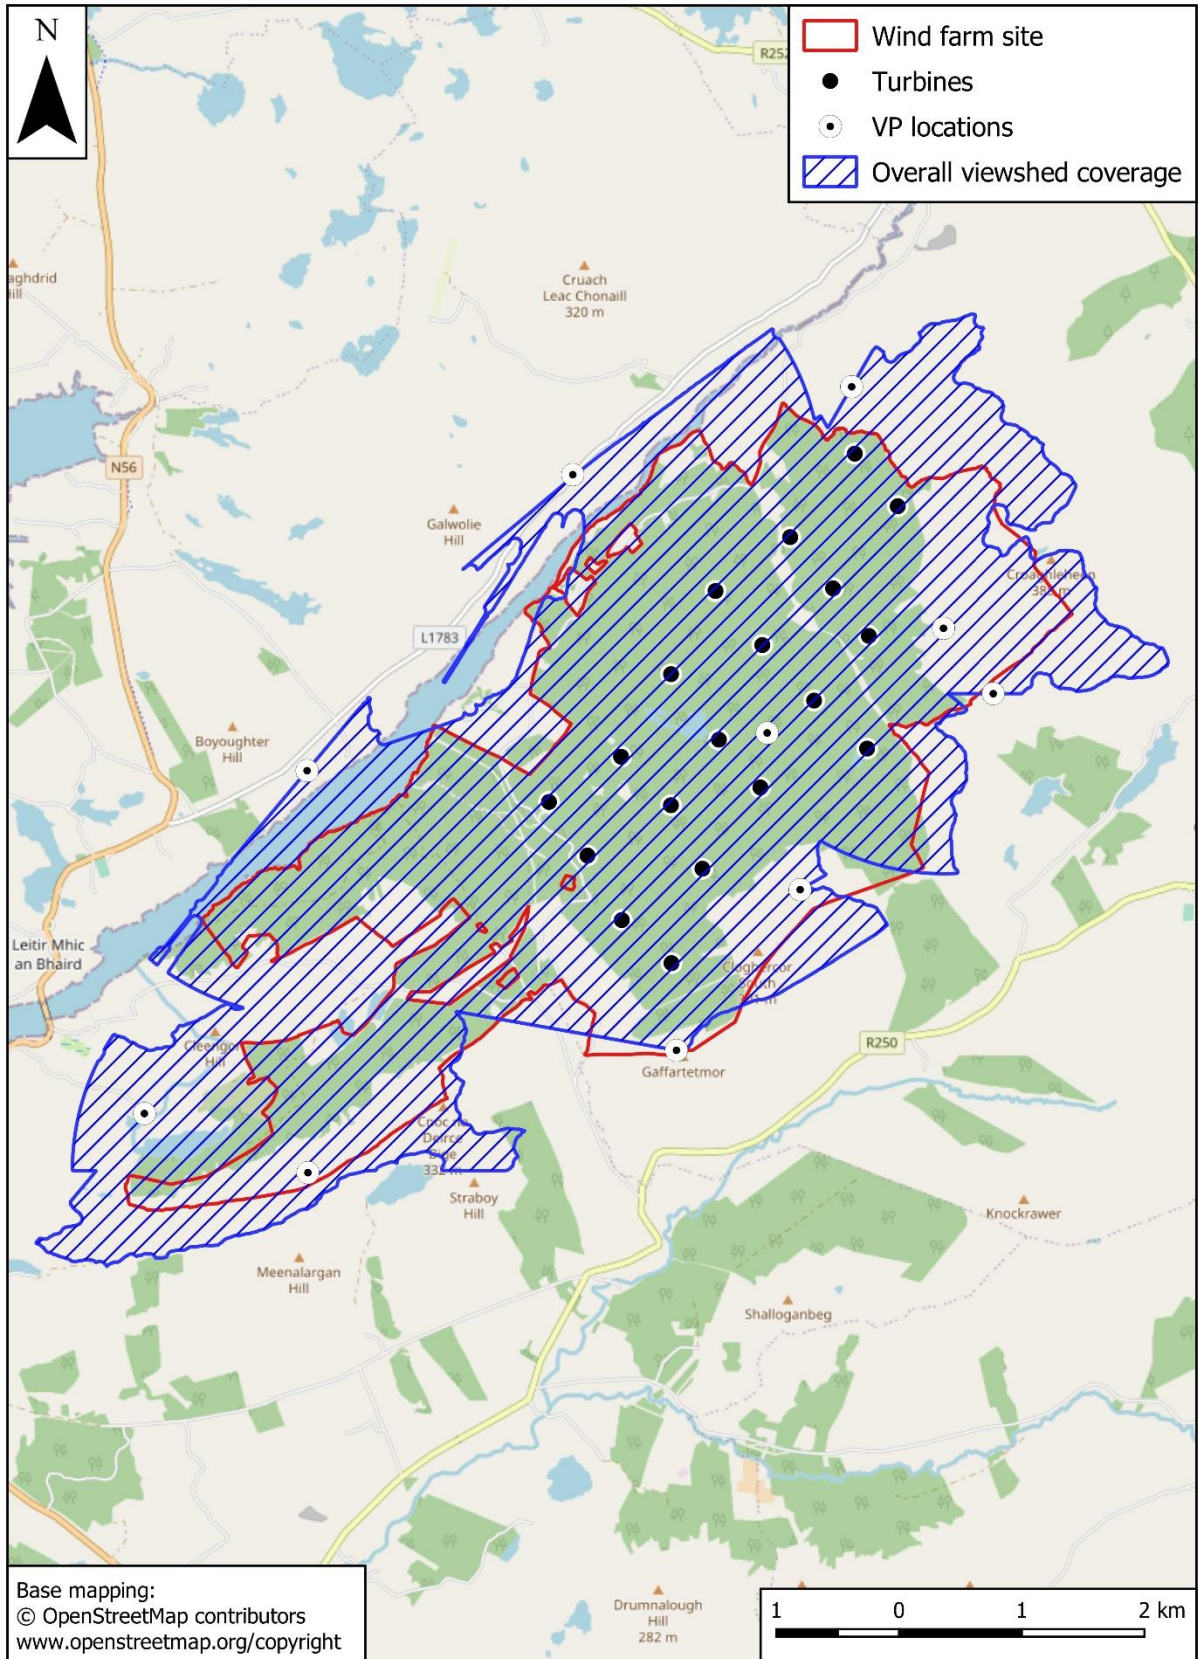 N
R252
Wind farm site
Turbines
VP locations
Overall viewshed coverage
Cruach
Leac Chonaill
320 m
N56
Galwolie
Hill
L1783
Boyoughter
Hill
Leitir Mhic
an Bhaird
Hill
South
R250
Gaffartetmor
Straboy
Hill
Knockrawer
Meenalargan
Hill
Shalloganbeg
Drumnalough
Hill
282 m
Base mapping:
© OpenStreetMap contributors
www.openstreetmap.org/copyright
1 0 1 2 km